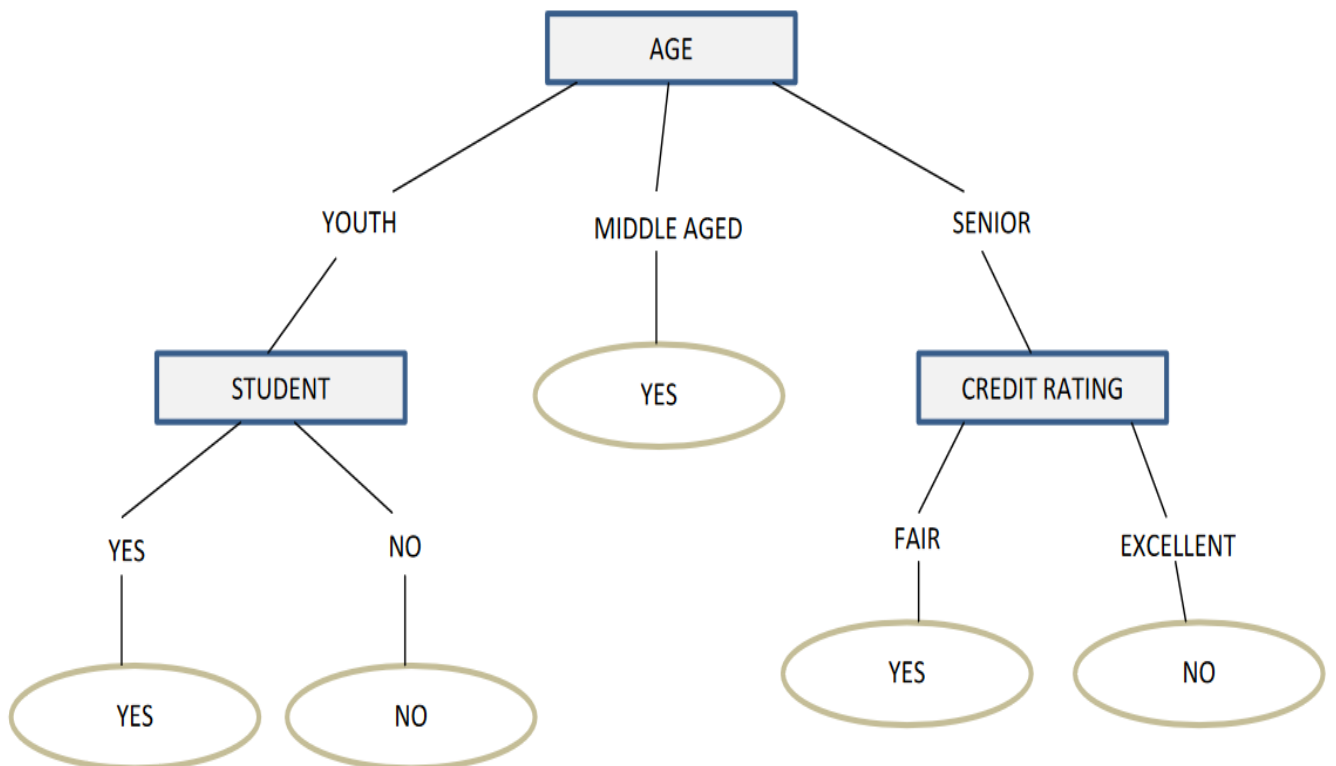 AGE
YOUTH
MIDDLE AGED
SENIOR
STUDENT
YES
CREDIT RATING
YES
NO
FAIR
EXCELLENT
YES
NO
YES
NO